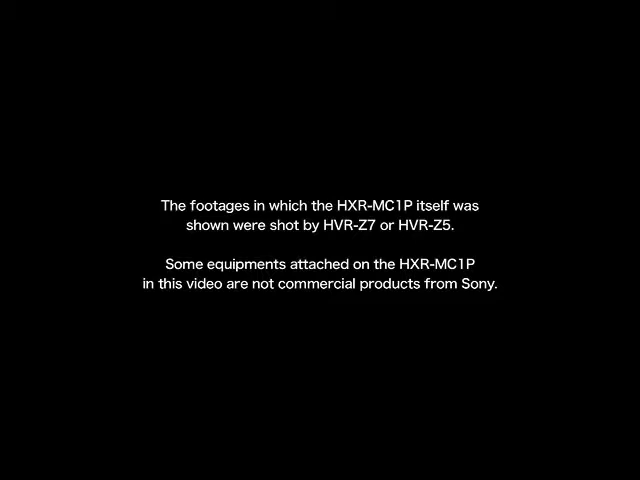 The footages in which the HXR-MC1P itself was
shown were shot by HVR-Z7 or HVR-Z5.
Some equipments attached on the HXR-MC1P
in this video are not commercial products from Sony.